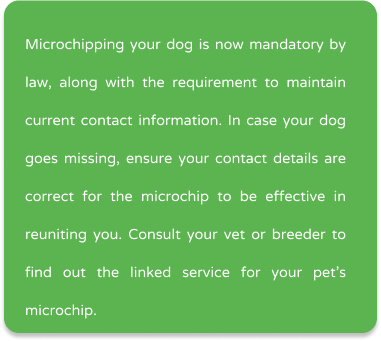 Microchipping your dog is now mandatory by
law, along with the requirement to maintain
current contact information. In case your dog
goes missing, ensure your contact details are
correct for the microchip to be effective in
reuniting you. Consult your vet or breeder to
find out the linked service for your pet's
microchip.